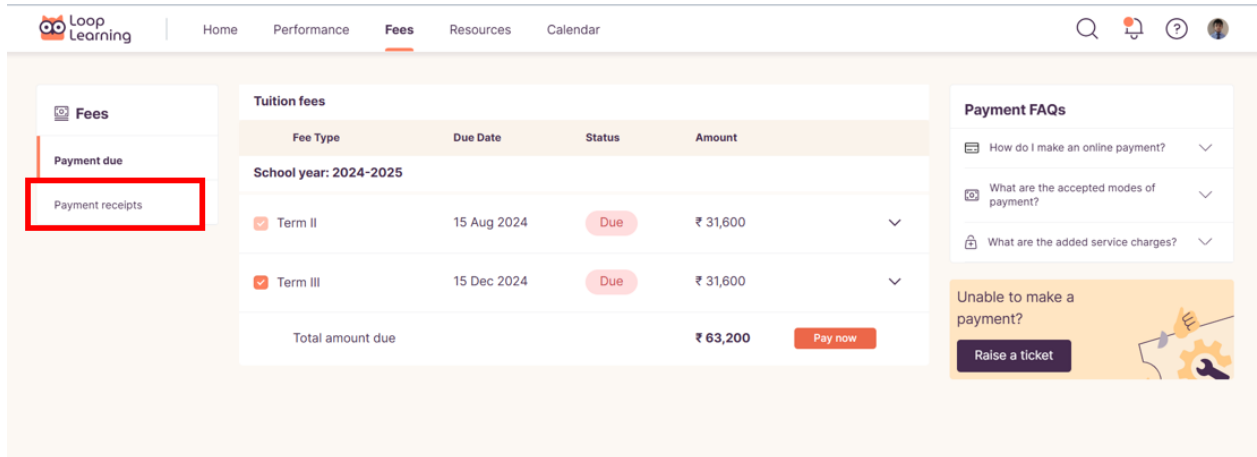 Loop
Learning
Home
Performance
Fees
Resources
Calendar
Fees
Payment due
Payment receipts
Tuition fees
Fee Type Due Date Status Amount
School year: 2024-2025
Term II 15 Aug 2024 Due ₹ 31,600
Term III 15 Dec 2024 Due ₹ 31,600
Total amount due ₹ 63,200 Pay now
Payment FAQs
How do I make an online payment?
What are the accepted modes of
payment?
What are the added service charges?
Unable to make a
payment?
Raise a ticket